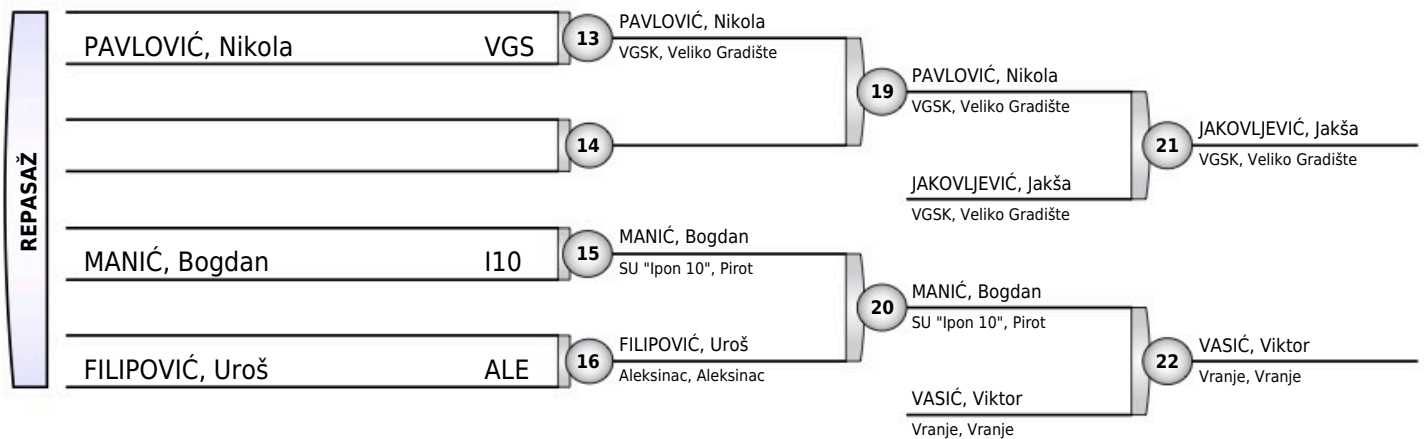 REPASAŽ
PAVLOVIĆ, Nikola VGS
13
PAVLOVIĆ, Nikola
VGSK, Veliko Gradište
14
19
PAVLOVIĆ, Nikola
VGSK, Veliko Gradište
JAKOVLJEVIĆ, Jakša
VGSK, Veliko Gradište
21
JAKOVLJEVIĆ, Jakša
VGSK, Veliko Gradište
MANIĆ, Bogdan I10
15
MANIĆ, Bogdan
SU "Ipon 10", Pirot
FILIPOVIĆ, Uroš ALE
16
FILIPOVIĆ, Uroš
Aleksinac, Aleksinac
20
MANIĆ, Bogdan
SU "Ipon 10", Pirot
VASIĆ, Viktor
Vranje, Vranje
22
VASIĆ, Viktor
Vranje, Vranje